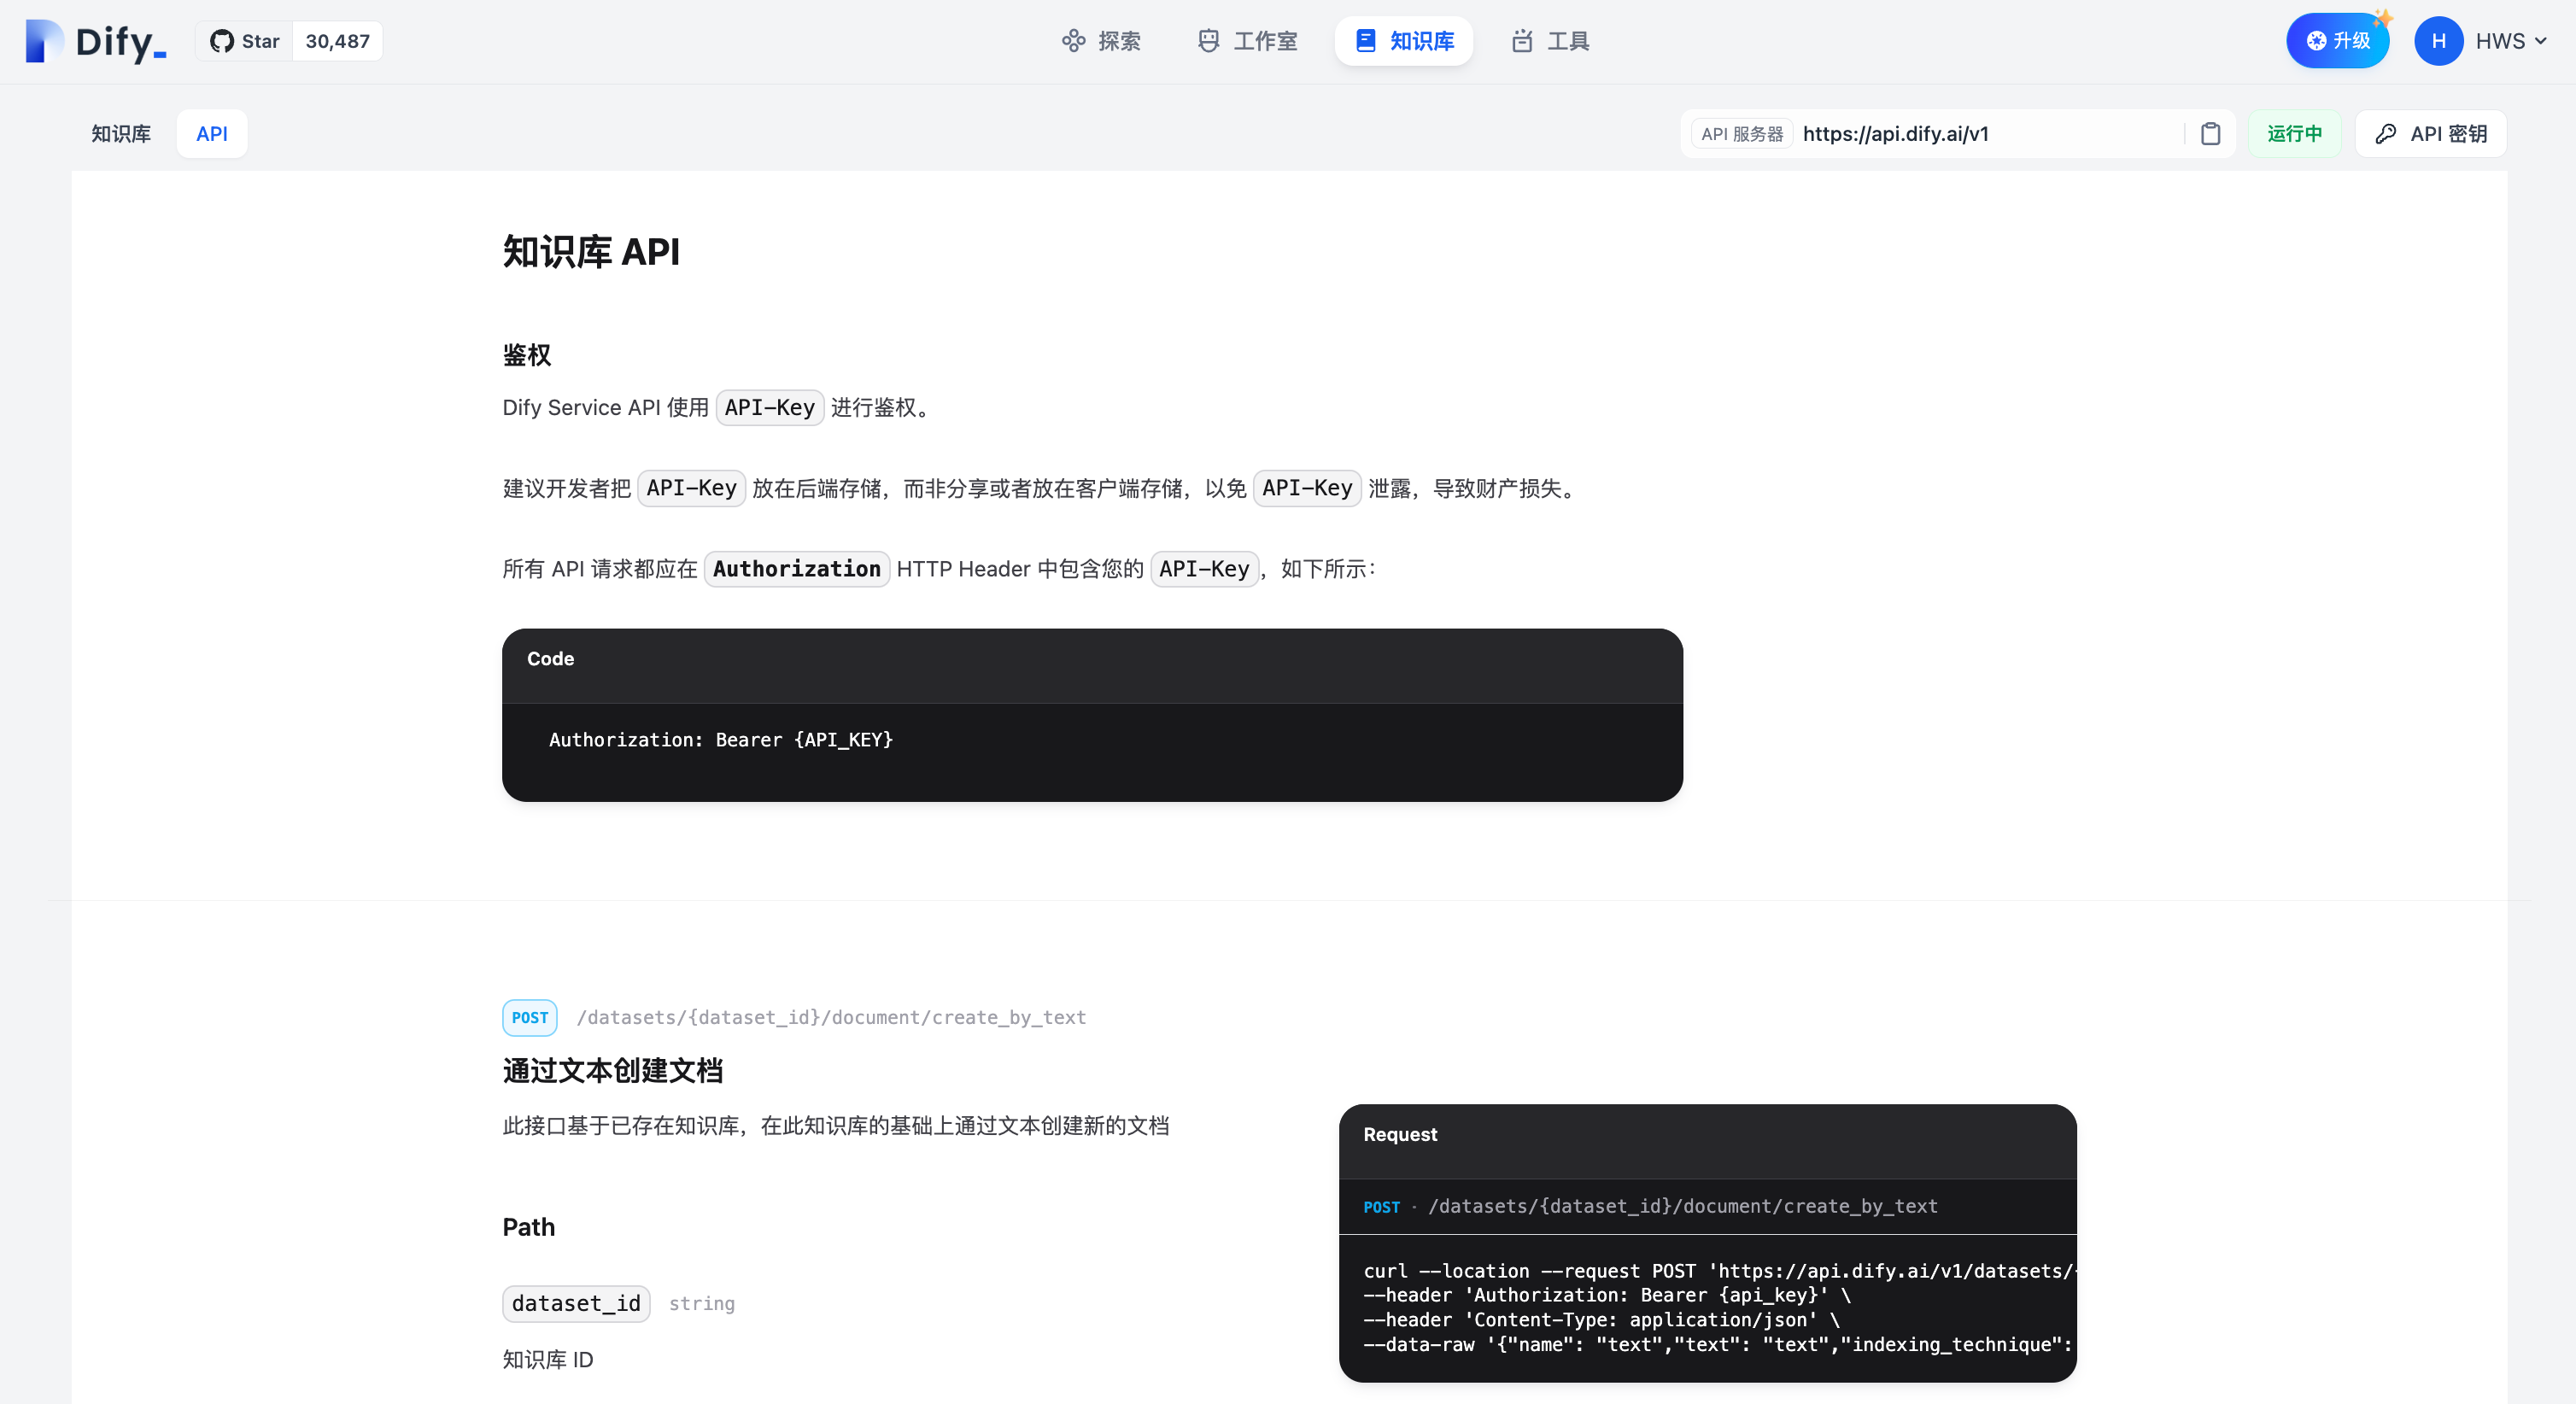 Dify_
Star 30,487
探索 工作室 知识库 工具
升级 H HWS
知识库 API
API 服务器 https://api.dify.ai/v1 运行中 API 密钥
知识库 API
鉴权
Dify Service API 使用 API-Key 进行鉴权。
建议开发者把 API-Key 放在后端存储，而非分享或者放在客户端存储，以免 API-Key 泄露，导致财产损失。
所有 API 请求都应在 Authorization HTTP Header 中包含您的 API-Key，如下所示：
Code
Authorization: Bearer {API_KEY}
POST /datasets/{dataset_id}/document/create_by_text
通过文本创建文档
此接口基于已存在知识库，在此知识库的基础上通过文本创建新的文档
Path
dataset_id string
知识库 ID
Request
POST · /datasets/{dataset_id}/document/create_by_text
curl --location --request POST 'https://api.dify.ai/v1/datasets/
--header 'Authorization: Bearer {api_key}' \
--header 'Content-Type: application/json' \
--data-raw '{"name": "text","text": "text","indexing_technique":